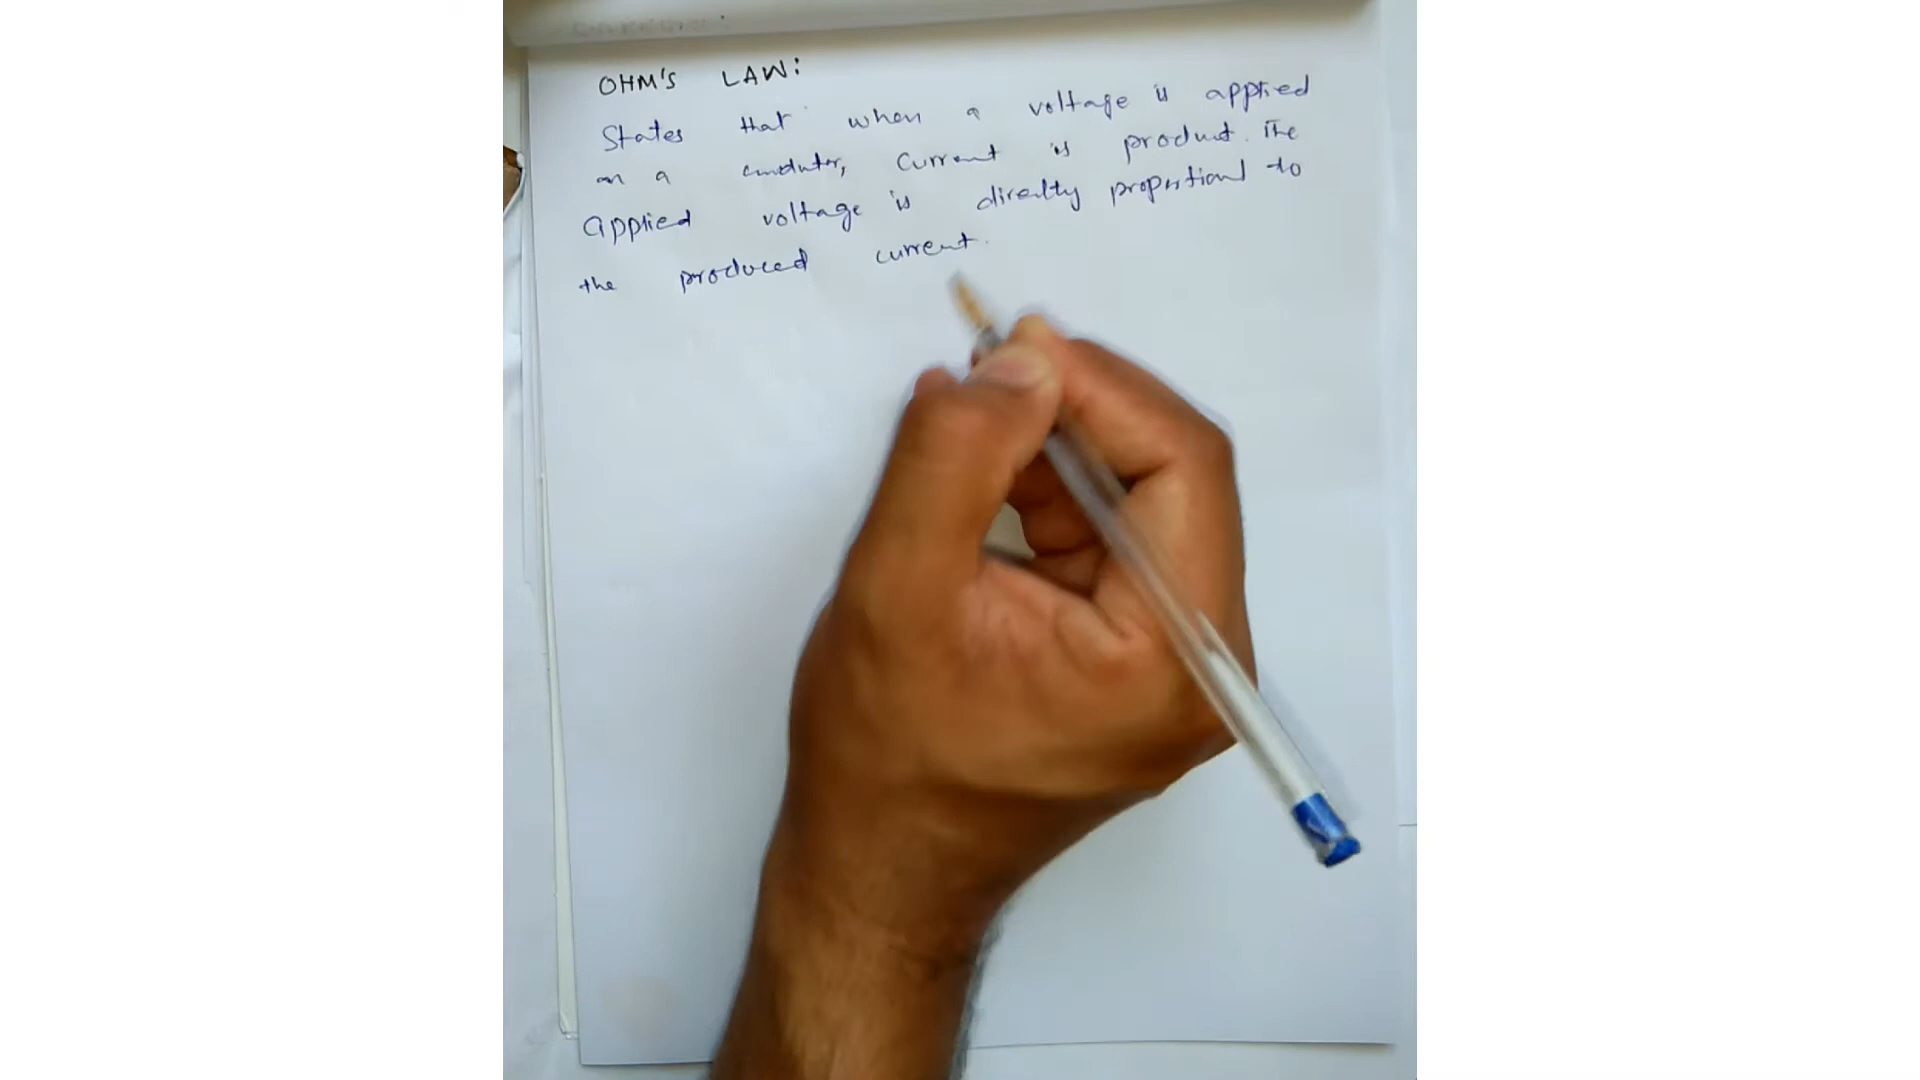 OHM'S LAW:
States that when a voltage is applied
on a conductor, current is product. The
applied voltage is directly proportional to
the produced current.